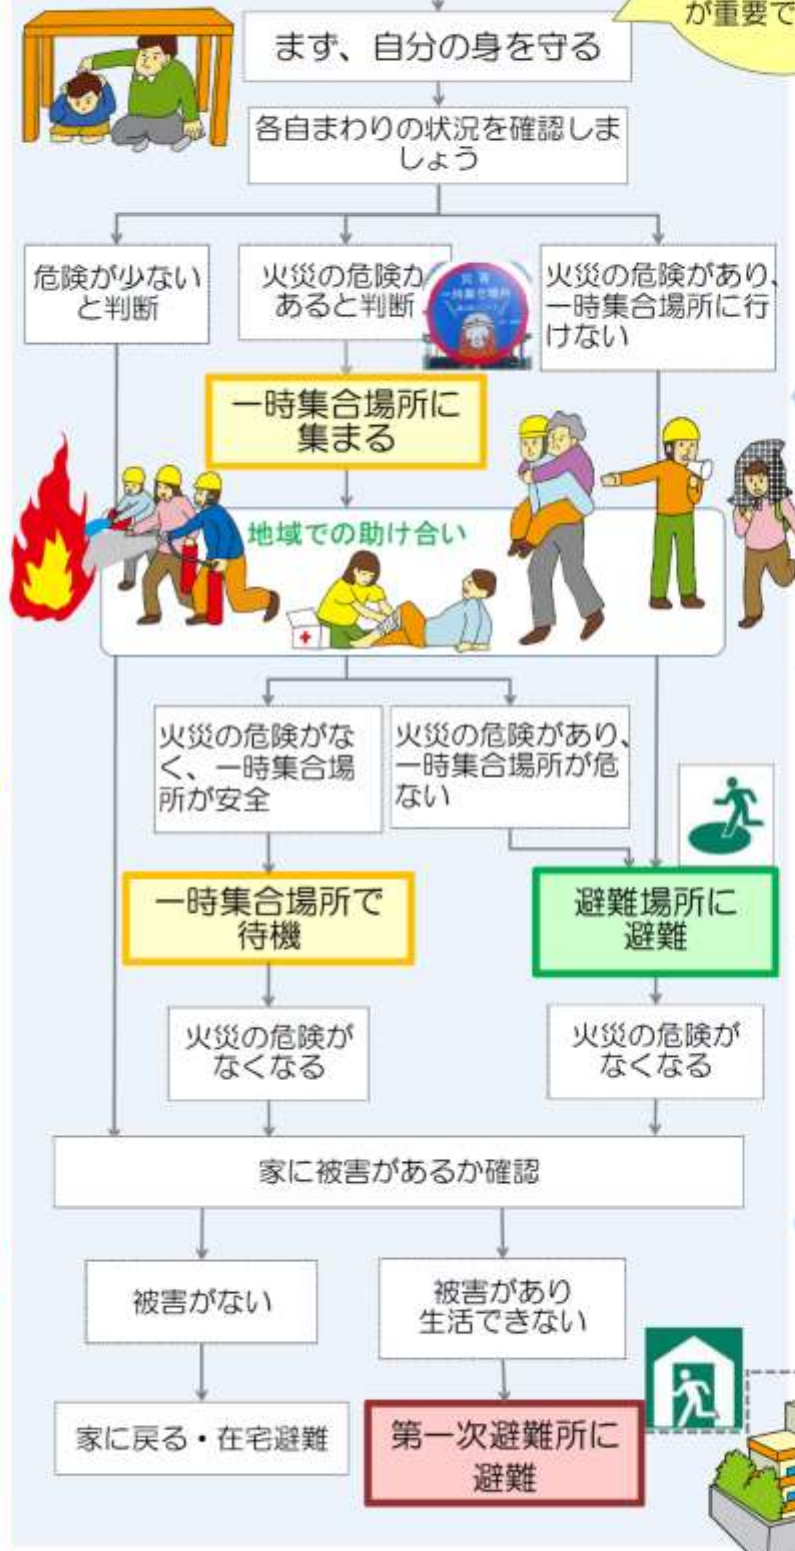 が重要で
まず、自分の身を守る
各自まわりの状況を確認しま
しょう
危険が少ない
と判断
火災の危険が
あると判断
災害
一時集合場所
火災の危険があり、
一時集合場所に行
けない
一時集合場所に
集まる
地域での助け合い
火災の危険がな
く、一時集合場
所が安全
火災の危険があり、
一時集合場所が危
ない
一時集合場所で
待機
避難場所に
避難
火災の危険が
なくなる
火災の危険が
なくなる
家に被害があるか確認
被害がない
被害があり
生活できない
家に戻る・在宅避難
第一次避難所に
避難